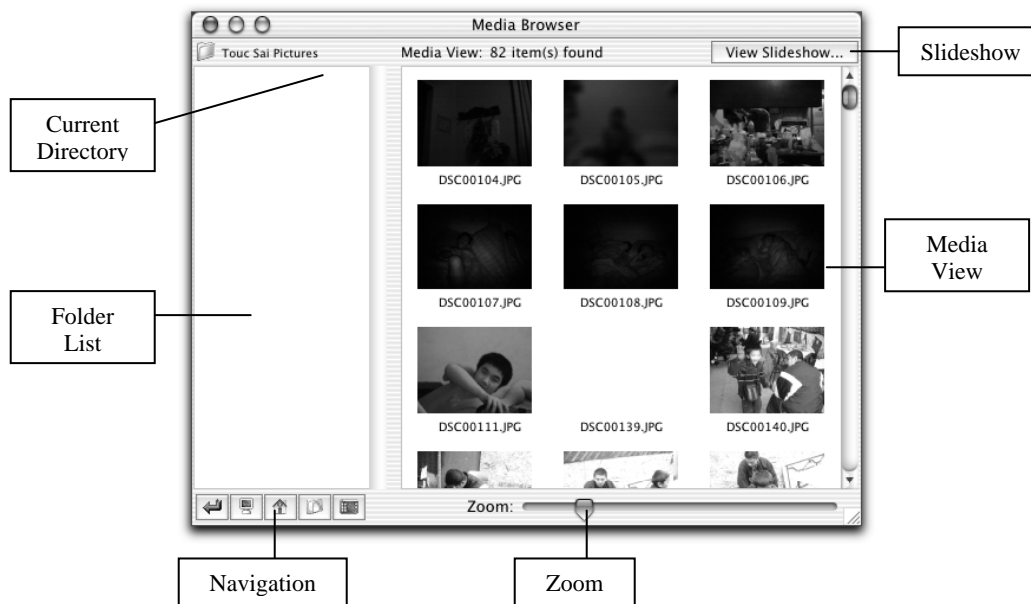 Media Browser
Touc Sai Pictures
Media View: 82 item(s) found
View Slideshow...
Slideshow
Current
Directory
DSC00104.JPG
DSC00105.JPG
DSC00106.JPG
Media
View
DSC00107.JPG
DSC00108.JPG
DSC00109.JPG
Folder
List
DSC00111.JPG
DSC00139.JPG
DSC00140.JPG
Zoom:
Navigation
Zoom